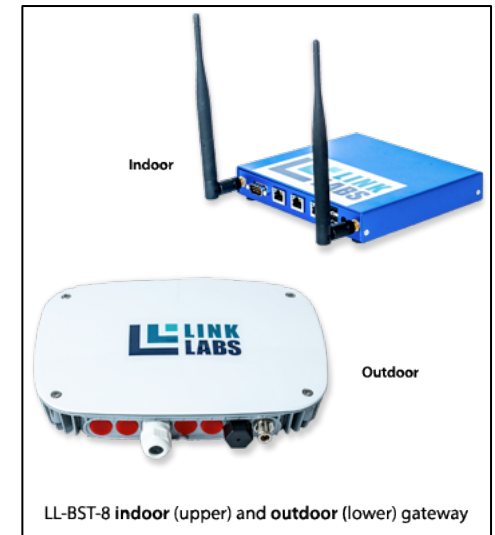 Indoor
LINK
LABS
LINK
LABS
Outdoor
LL-BST-8 indoor (upper) and outdoor (lower) gateway